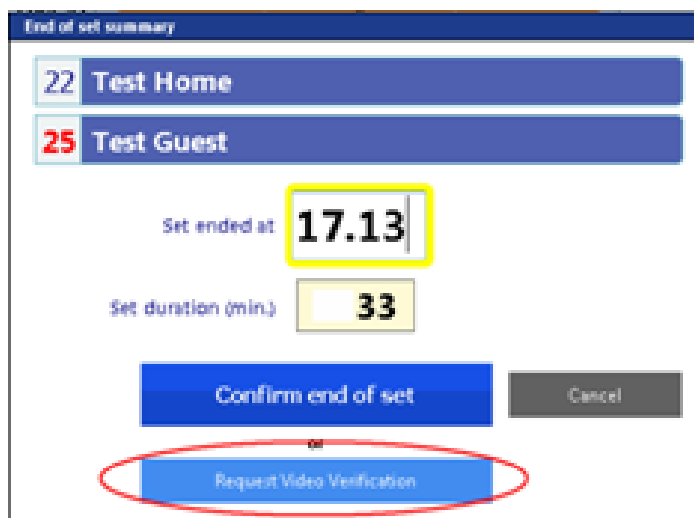 End of set summary
22 Test Home
25 Test Guest
Set ended at 17.13
Set duration (min.) 33
Confirm end of set Cancel
or
Request Video Verification